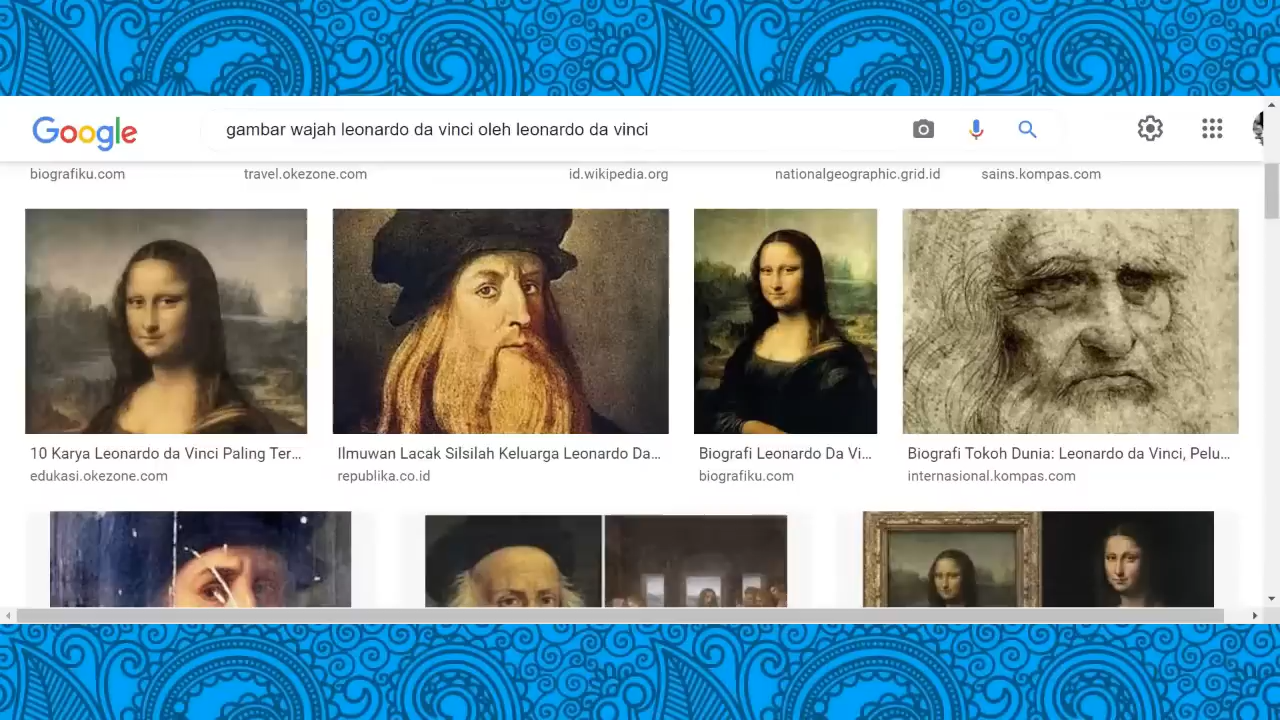 Google
gambar wajah leonardo da vinci oleh leonardo da vinci
biografiku.com
travel.okezone.com
id.wikipedia.org
nationalgeographic.grid.id
sains.kompas.com
10 Karya Leonardo da Vinci Paling Ter...
edukasi.okezone.com
Ilmuwan Lacak Silsilah Keluarga Leonardo Da...
republika.co.id
Biografi Leonardo Da Vi...
biografiku.com
Biografi Tokoh Dunia: Leonardo da Vinci, Pelu...
internasional.kompas.com